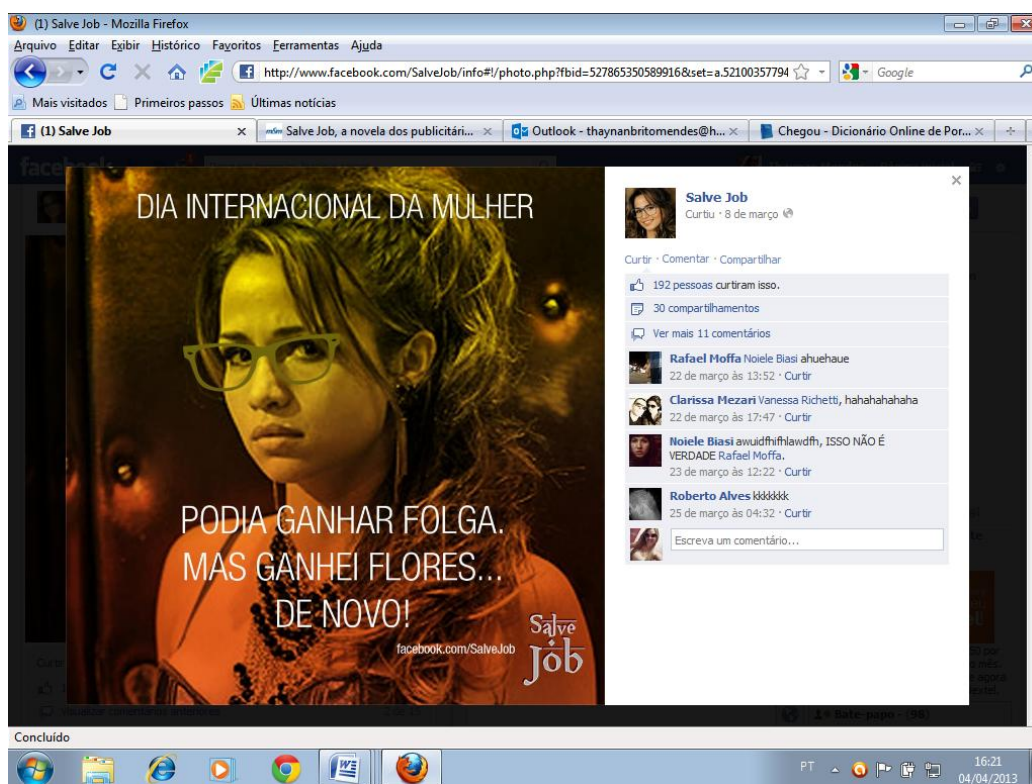 (1) Salve Job - Mozilla Firefox
Arquivo Editar Exibir Histórico Favoritos Ferramentas Ajuda
http://www.facebook.com/SalveJob/info#!/photo.php?fbid=527865350589916&set=a.52100357794
Google
Mais visitados Primeiros passos Últimas notícias
(1) Salve Job
mSm Salve Job, a novela dos publicitári...
Outlook - thaynanbritomendes@h...
Chegou - Dicionário Online de Por...
facebook
DIA INTERNACIONAL DA MULHER
PODIA GANHAR FOLGA.
MAS GANHEI FLORES...
DE NOVO!
facebook.com/SalveJob
Salve
Job
Salve Job
Curtiu · 8 de março
Curtir · Comentar · Compartilhar
192 pessoas curtiram isso.
30 compartilhamentos
Ver mais 11 comentários
Rafael Moffa Noiele Biasi ahuehaue
22 de março às 13:52 · Curtir
Clarissa Mezari Vanessa Richetti, hahahahahaha
22 de março às 17:47 · Curtir
Noiele Biasi awuidfhifhlawdfh, ISSO NÃO É
VERDADE Rafael Moffa.
23 de março às 12:22 · Curtir
Roberto Alves kkkkkkk
25 de março às 04:32 · Curtir
Escreva um comentário...
Bate-papo - (98)
Concluído
PT
16:21
04/04/2013